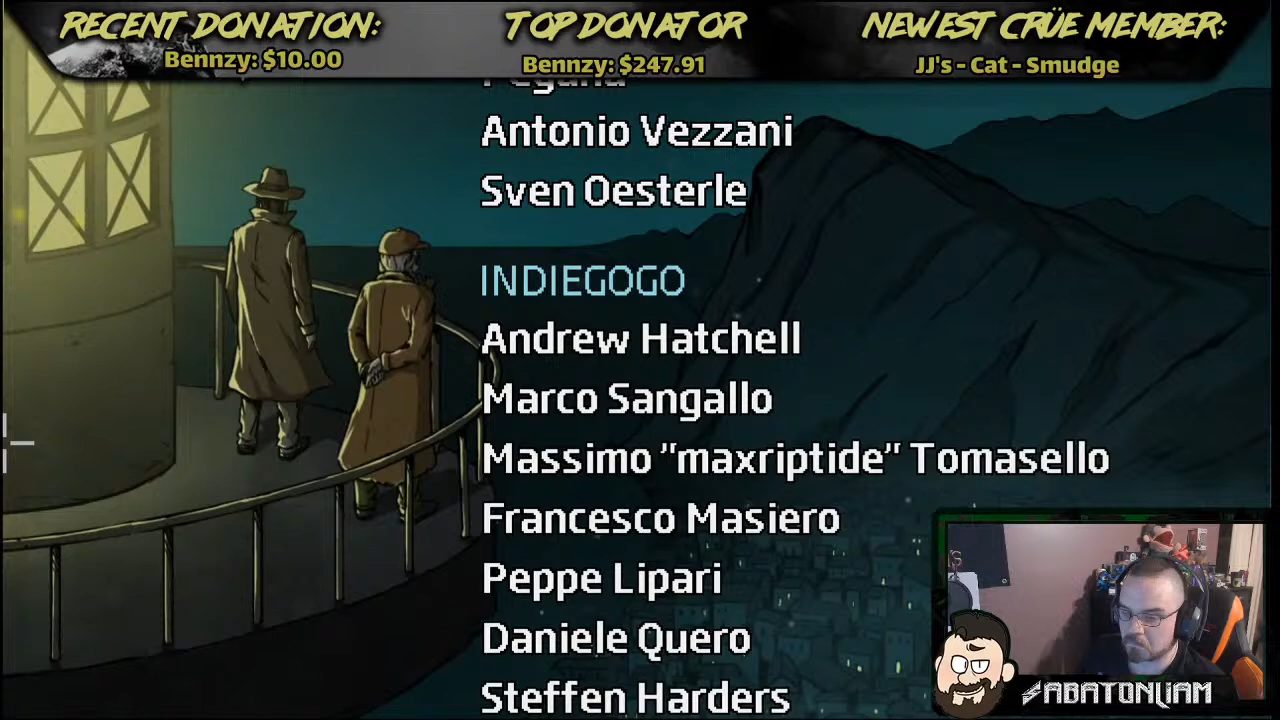 RECENT DONATION:
Bennzy: $10.00
TOP DONATOR
Bennzy: $247.91
NEWEST CRÜE MEMBER:
JJ's - Cat - Smudge
Antonio Vezzani
Sven Oesterle
INDIEGOGO
Andrew Hatchell
Marco Sangallo
Massimo "maxriptide" Tomasello
Francesco Masiero
Peppe Lipari
Daniele Quero
Steffen Harders
SABATONLIAM